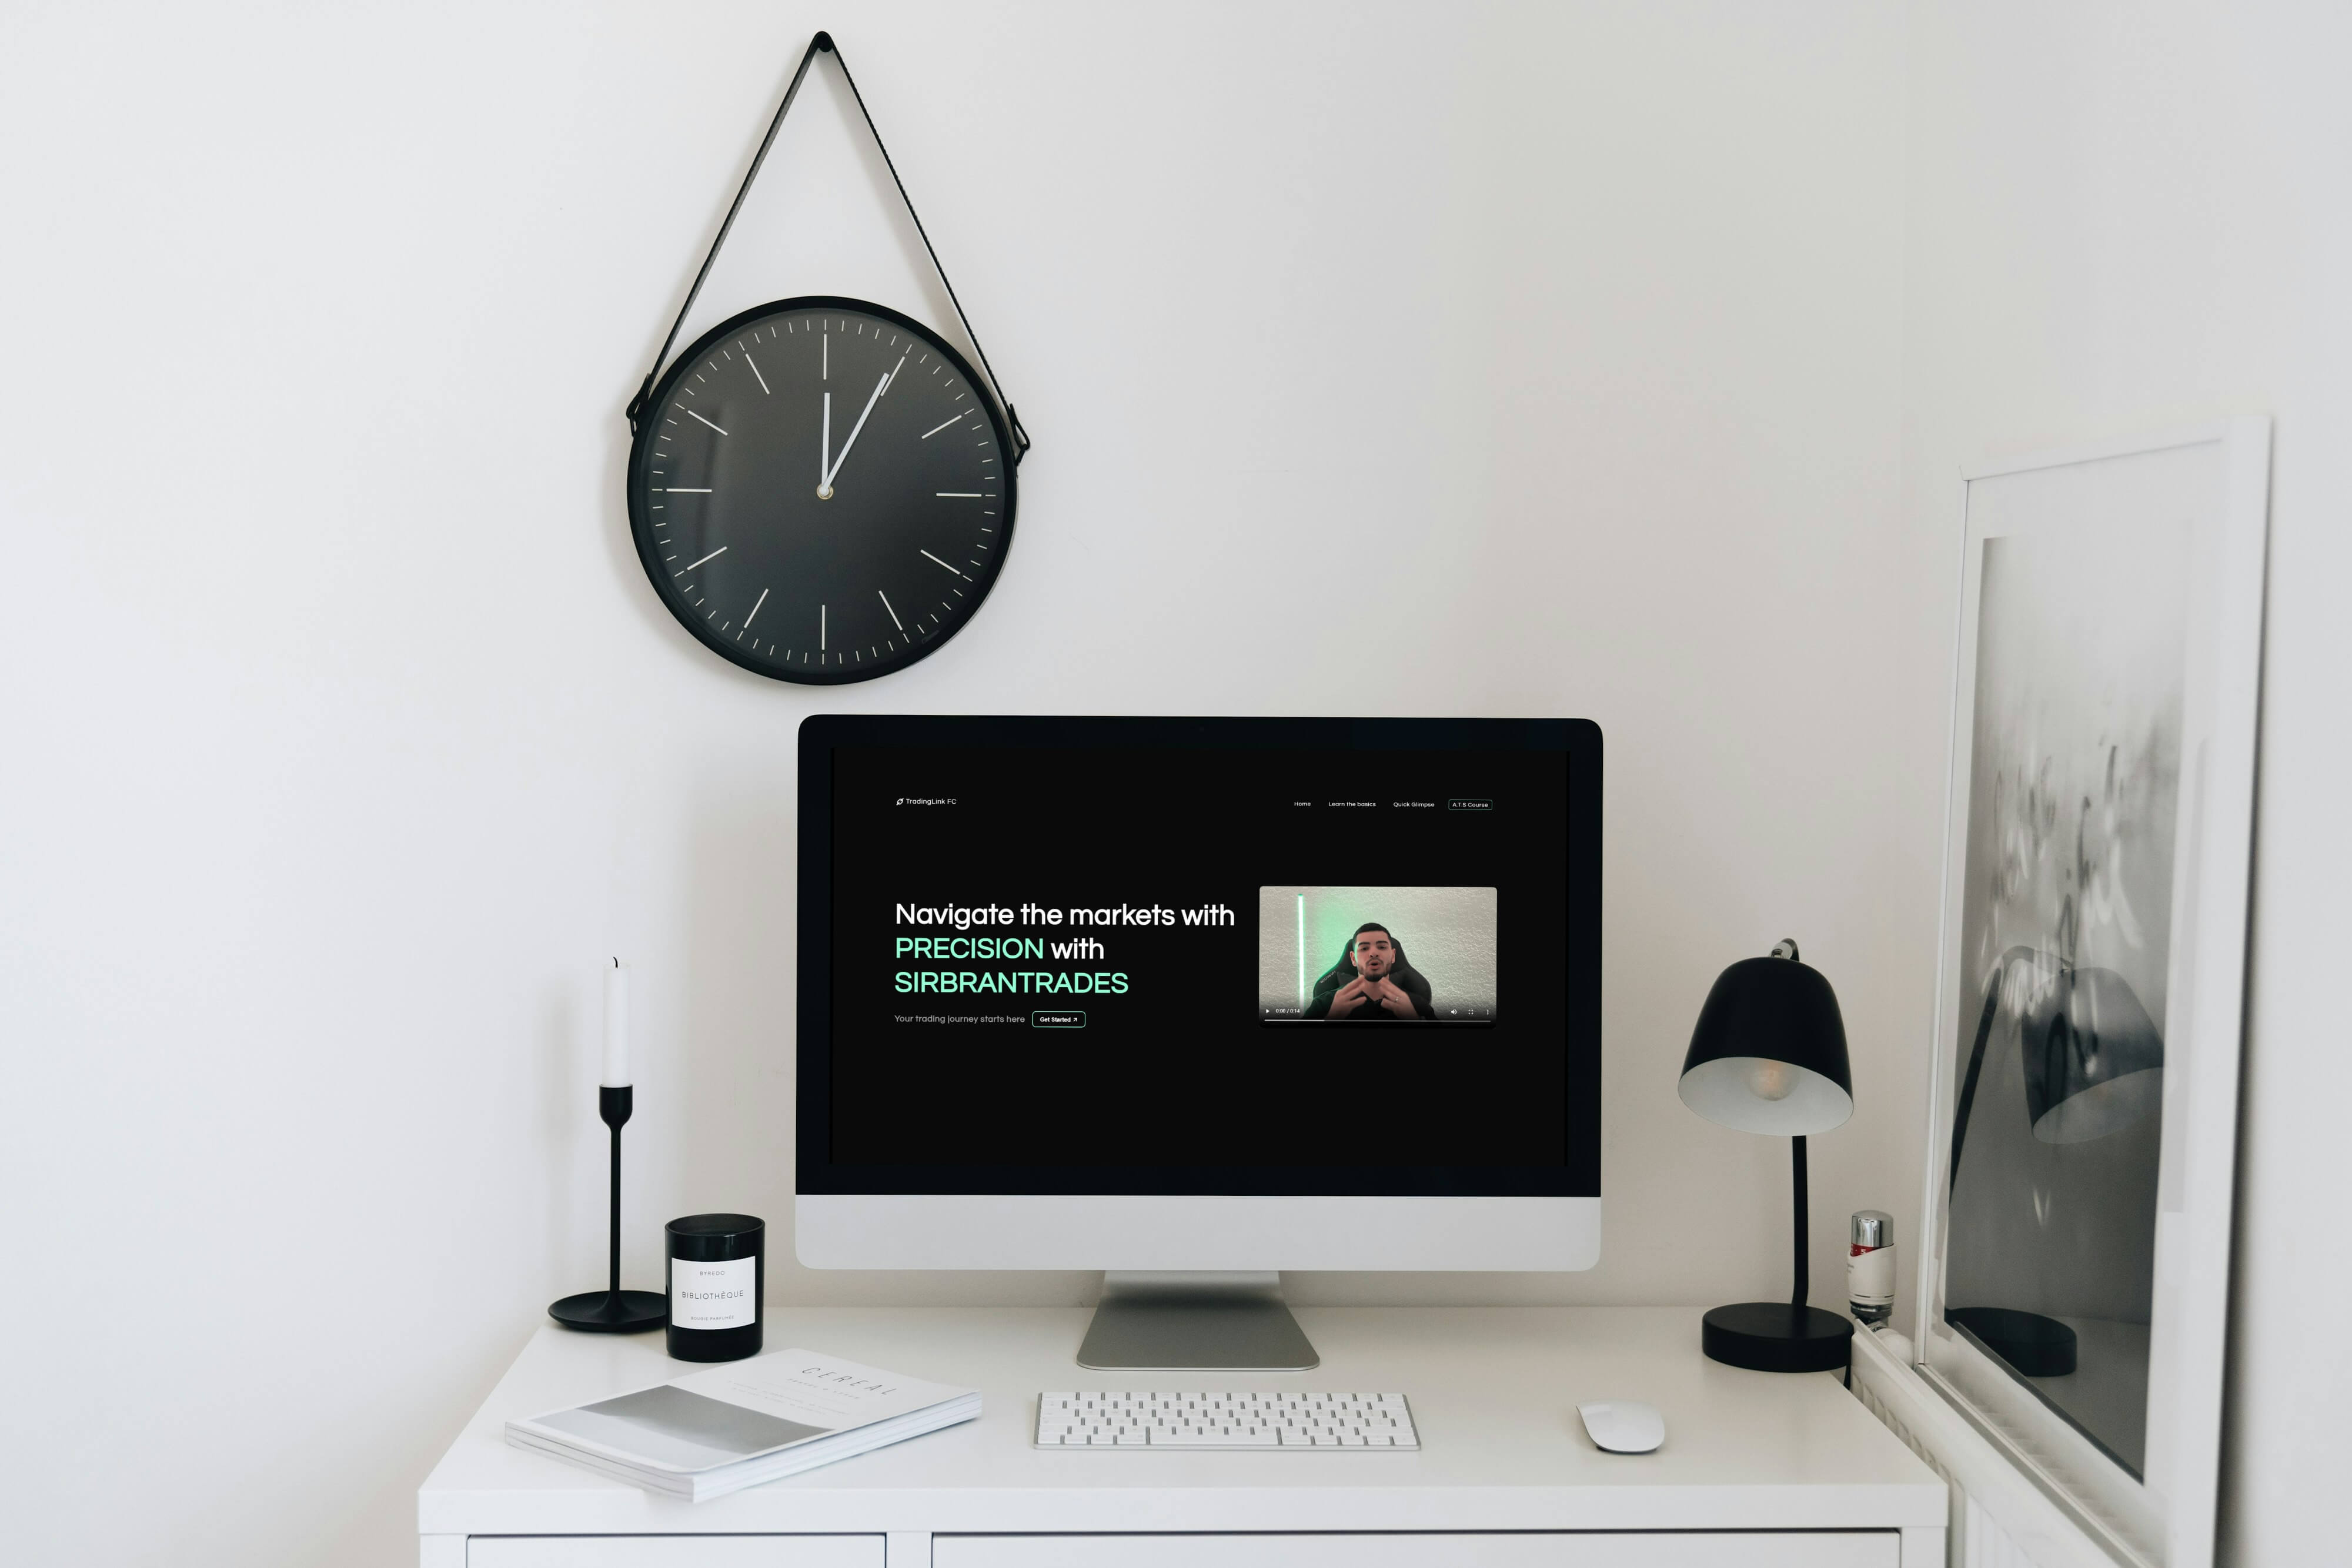 TradingLink FC
Home Learn the basics Quick Glimpse A.T.S Course
Navigate the markets with
PRECISION with
SIRBRANTRADES
Your trading journey starts here Get Started
0:00 / 0:14
BYREDO
BIBLIOTHÈQUE
BOUGIE PARFUMÉE
CEREAL